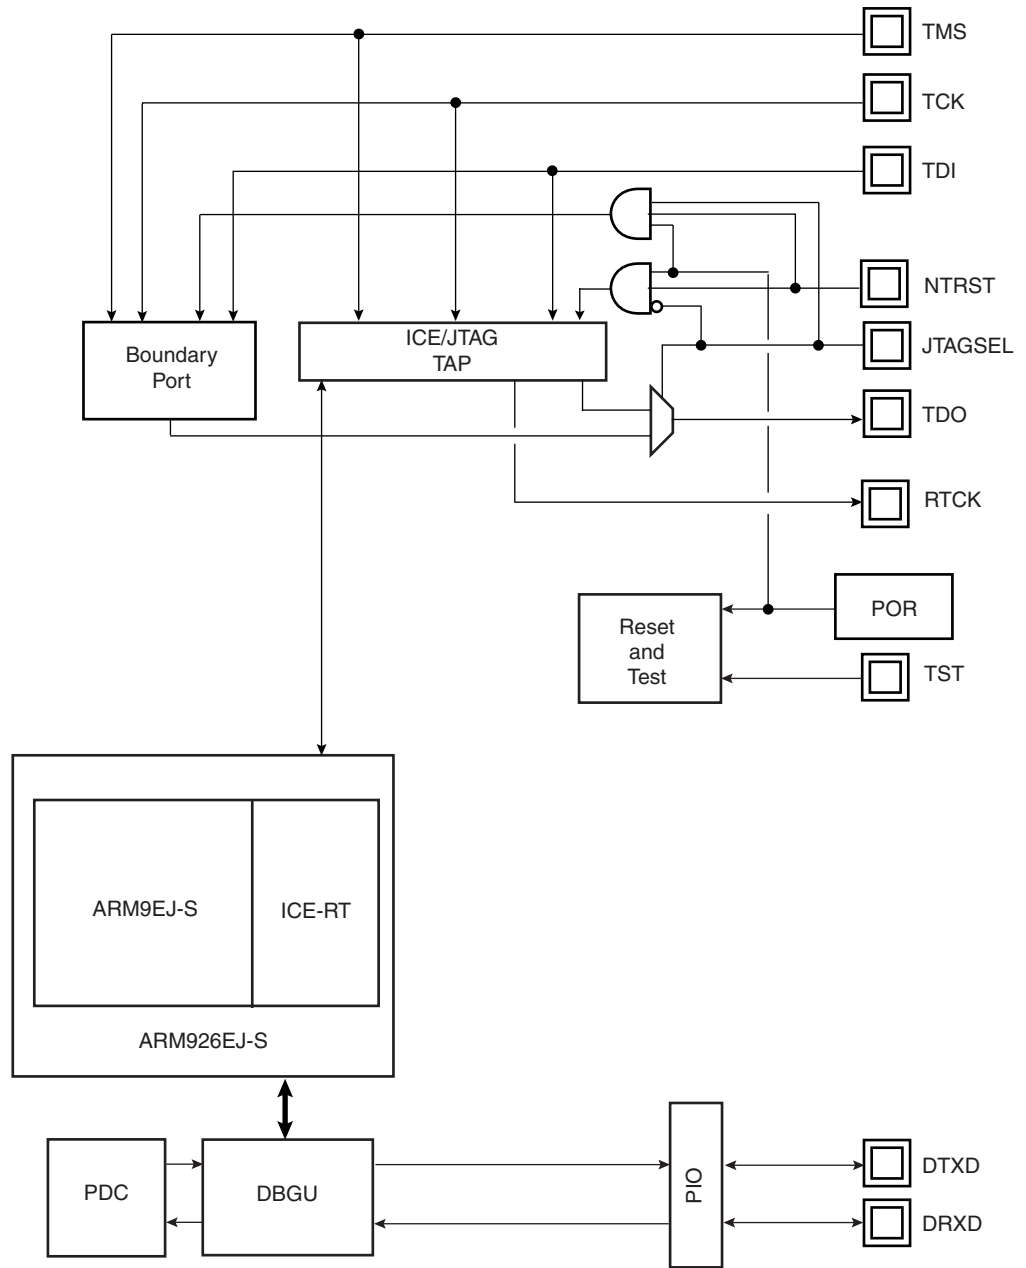 TMS
TCK
TDI
NTRST
JTAGSEL
Boundary
Port
ICE/JTAG
TAP
TDO
RTCK
POR
Reset
and
Test
TST
ARM9EJ-S
ICE-RT
ARM926EJ-S
PDC
DBGU
PIO
DTXD
DRXD